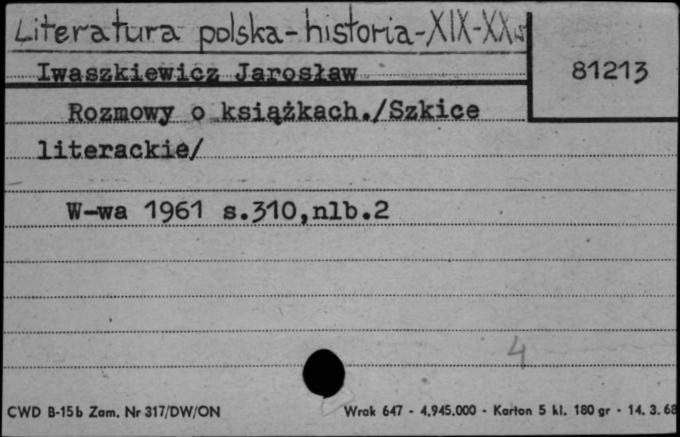 Literatura polska-historia-XIX-XXw
Iwaszkiewicz Jarosław
81213
Rozmowy o książkach./Szkice
literackie/
W-wa 1961 s.310,nlb.2
4
CWD B-15b Zam. Nr 317/DW/ON
Wrak 647 - 4.945.000 - Karton 5 kl. 180 gr - 14. 3. 68